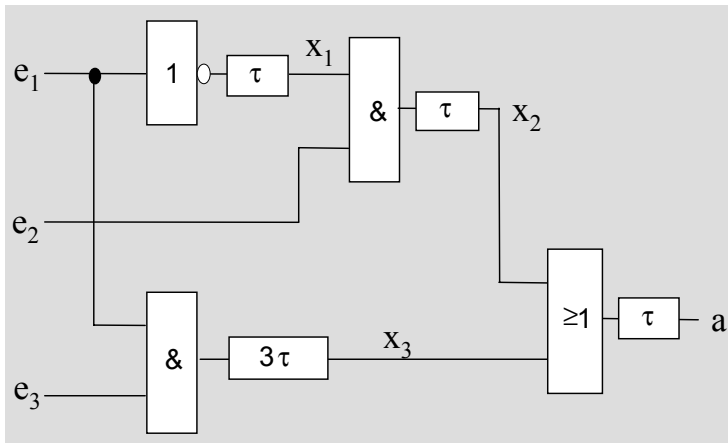 e₁
1
τ
x₁
&
τ
x₂
e₂
≥1
τ
a
&
3τ
x₃
e₃